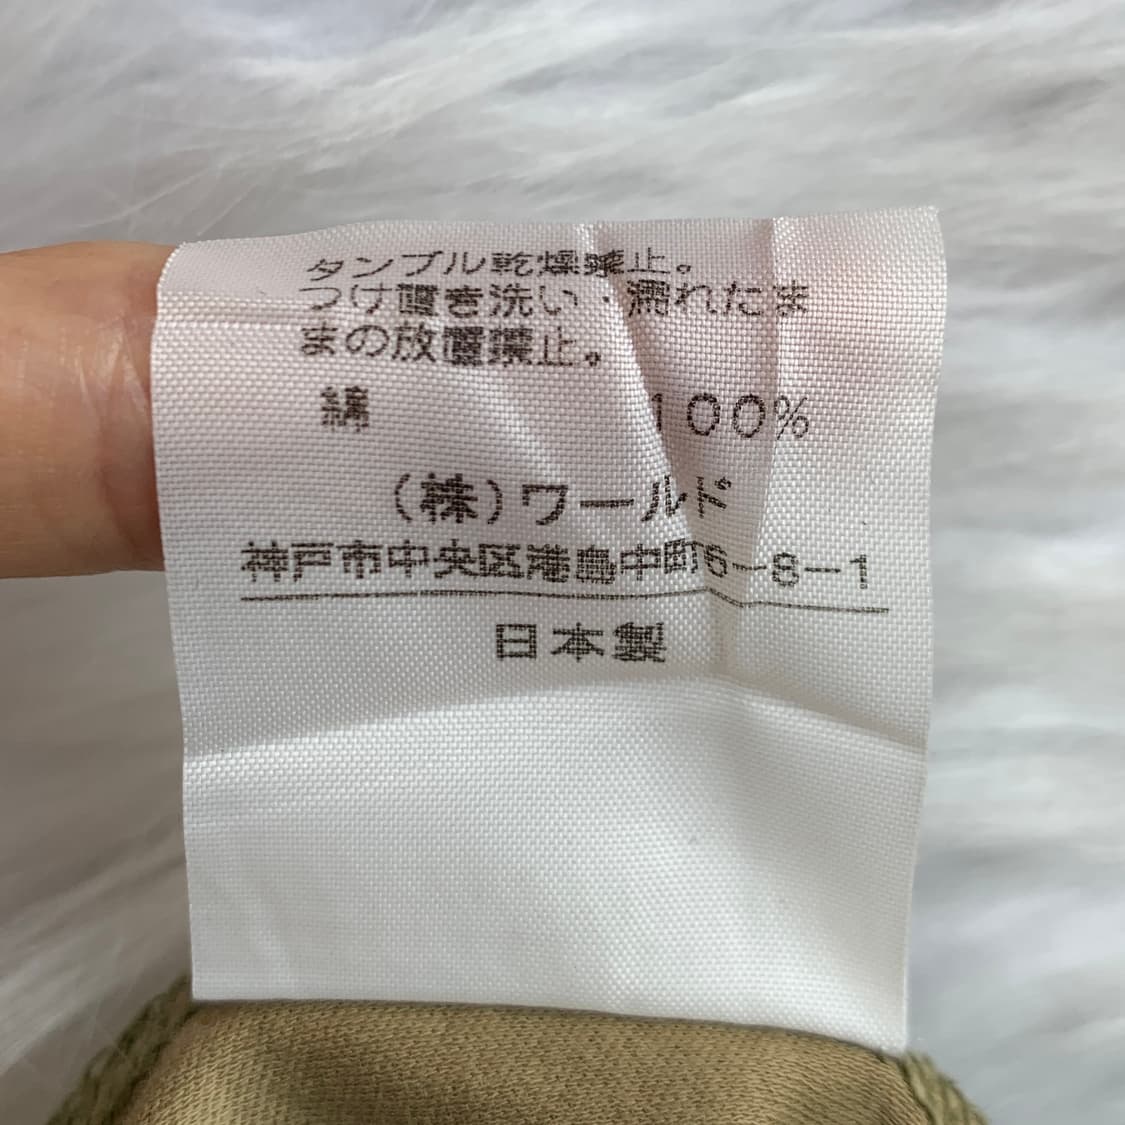 タンブル乾燥禁止。
つけ置き洗い・濡れたま
まの放置禁止。
綿 100%
(株)ワールド
神戸市中央区港島中町6-8-1
日本製